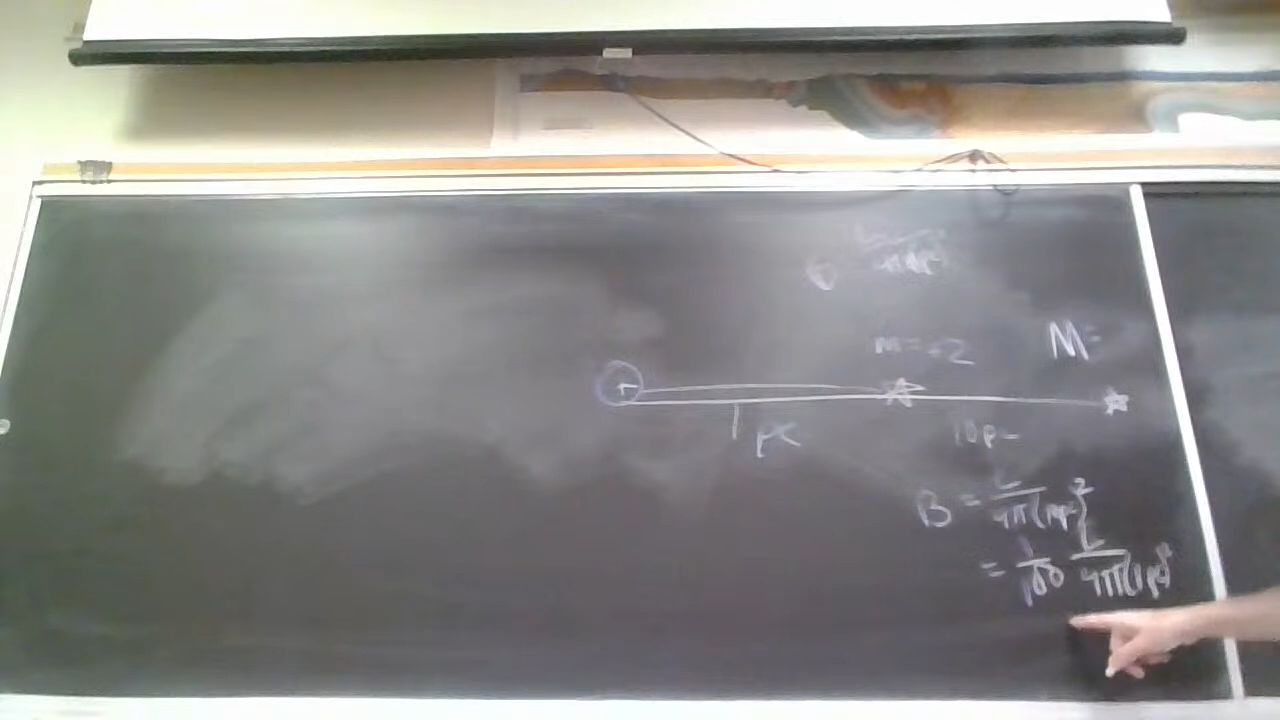 m = +2
M =
1 pc
10 pc
B = L / 4π(10pc)²
= 1/100 L / 4π(1pc)²